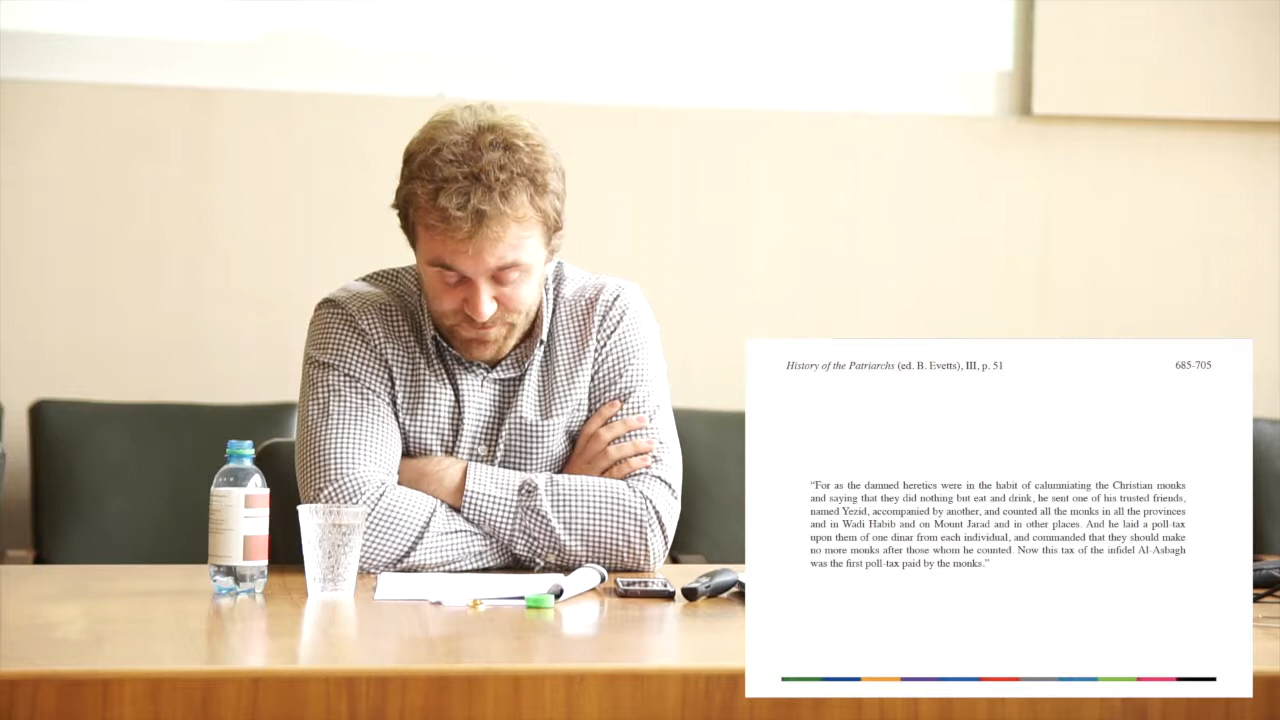 History of the Patriarchs (ed. B. Evetts), III, p. 51
685-705
“For as the damned heretics were in the habit of calumniating the Christian monks
and saying that they did nothing but eat and drink, he sent one of his trusted friends,
named Yezid, accompanied by another, and counted all the monks in all the provinces
and in Wadi Habib and on Mount Jarad and in other places. And he laid a poll-tax
upon them of one dinar from each individual, and commanded that they should make
no more monks after those whom he counted. Now this tax of the infidel Al-Asbagh
was the first poll-tax paid by the monks.”